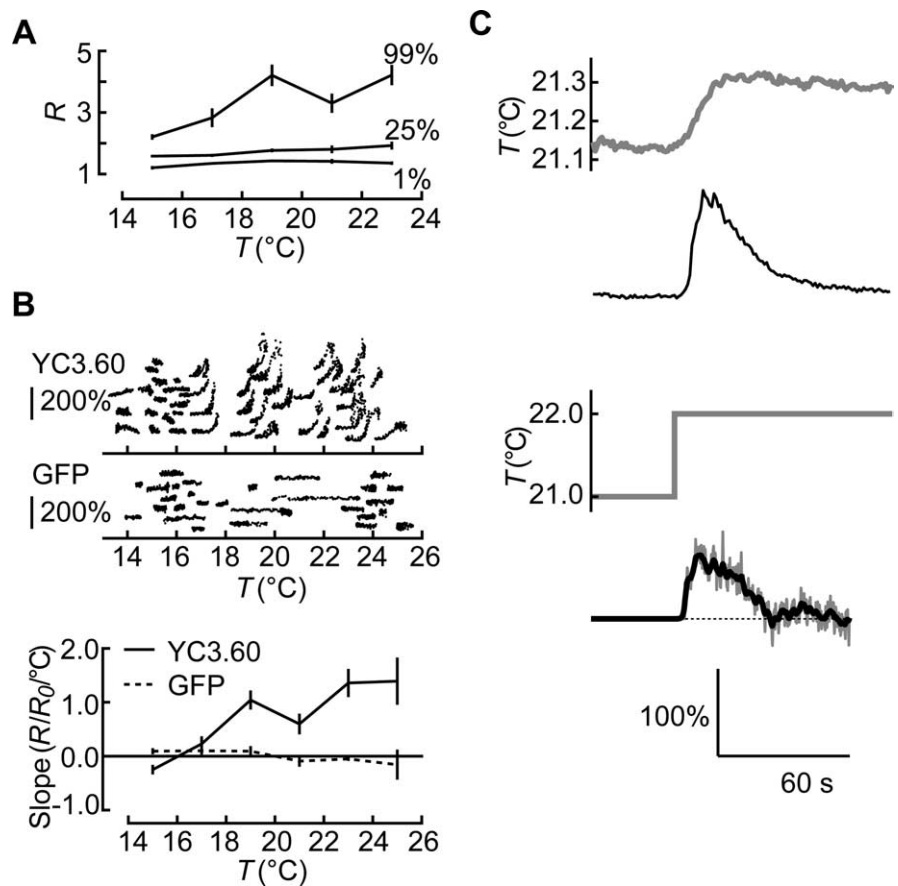 A
5
3
1
R
99%
25%
1%
14 16 18 20 22 24
T (°C)
B
YC3.60
200%
GFP
200%
14 16 18 20 22 24 26
T (°C)
2.0
1.0
0.0
-1.0
Slope (R/R0/°C)
YC3.60
GFP
14 16 18 20 22 24 26
T (°C)
C
21.3
21.2
21.1
T (°C)
22.0
21.0
T (°C)
100%
60 s